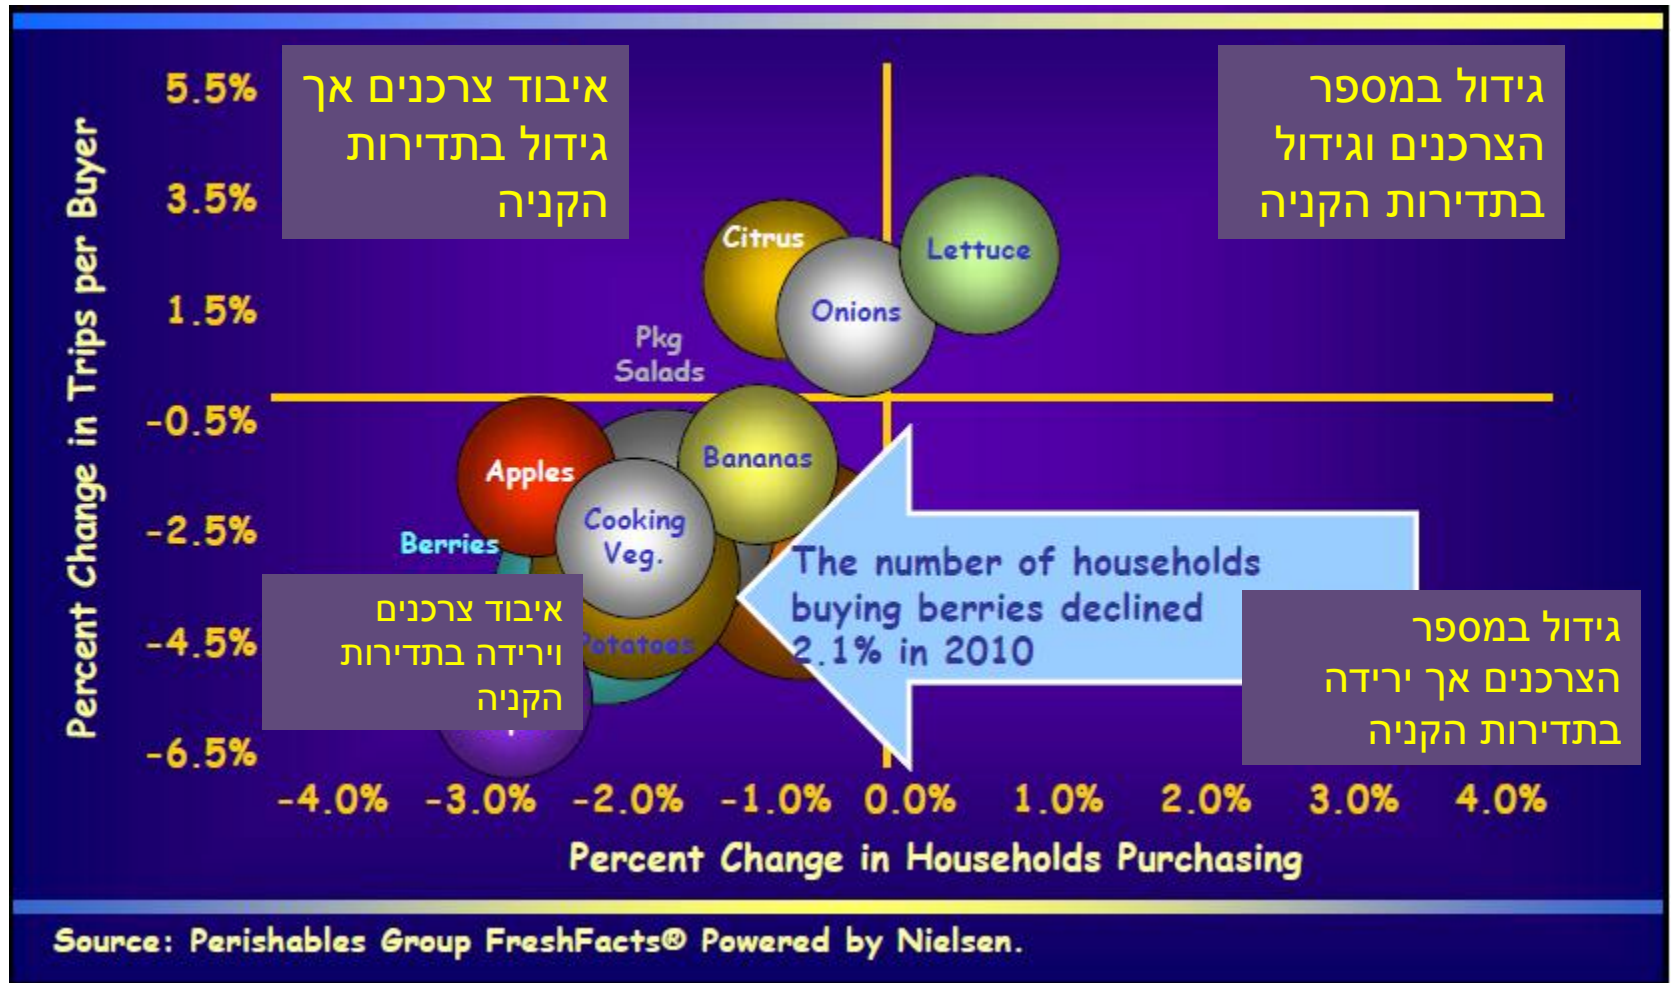 5.5%
3.5%
1.5%
-0.5%
-2.5%
-4.5%
-6.5%
Percent Change in Trips per Buyer
איבוד צרכנים אך
גידול בתדירות
הקניה
גידול במספר
הצרכנים וגידול
בתדירות הקניה
Citrus
Lettuce
Onions
Pkg
Salads
Bananas
Apples
Cooking
Veg.
Berries
Potatoes
The number of households
buying berries declined
2.1% in 2010
איבוד צרכנים
וירידה בתדירות
הקניה
גידול במספר
הצרכנים אך ירידה
בתדירות הקניה
-4.0% -3.0% -2.0% -1.0% 0.0% 1.0% 2.0% 3.0% 4.0%
Percent Change in Households Purchasing
Source: Perishables Group FreshFacts® Powered by Nielsen.